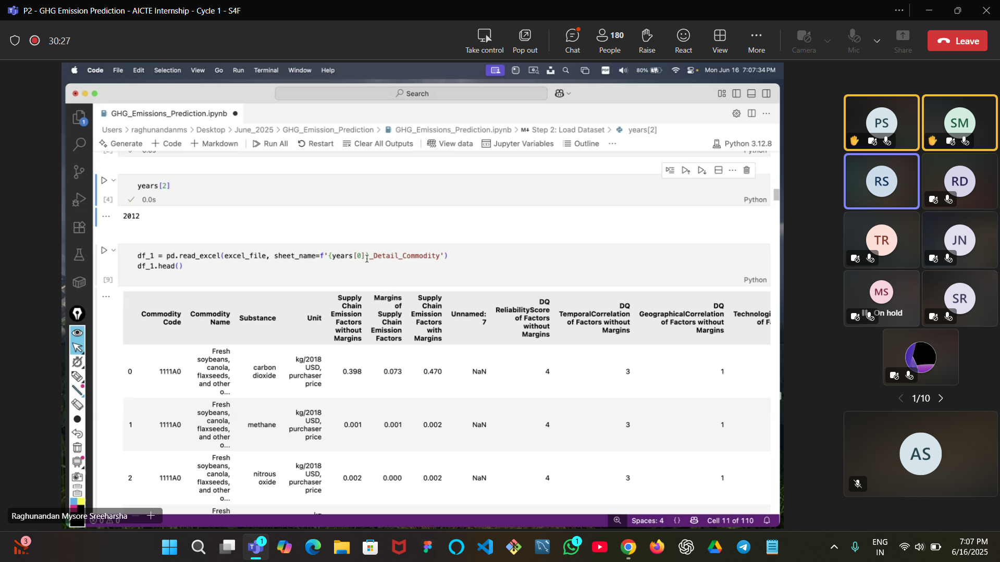 P2 - GHG Emission Prediction - AICTE Internship - Cycle 1 - S4F
30:27
Take control
Pop out
Chat
180
People
Raise
React
View
More
Camera
Mic
Share
Leave
Code File Edit Selection View Go Run Terminal Window Help
PDF
80%
Mon Jun 16 7:07:34 PM
Search
GHG_Emissions_Prediction.ipynb
1
Users > raghunandanms > Desktop > June_2025 > GHG_Emission_Prediction > GHG_Emissions_Prediction.ipynb > M↓ Step 2: Load Dataset > years[2]
Generate + Code + Markdown Run All Restart Clear All Outputs View data Jupyter Variables Outline ... Python 3.12.8
[2] 0.0s Python
years[2]
[4] 0.0s Python
2012
df_1 = pd.read_excel(excel_file, sheet_name=f'{years[0]}_Detail_Commodity')
df_1.head()
[9] Python
Commodity Code
Commodity Name
Substance
Unit
Supply Chain Emission Factors without Margins
Margins of Supply Chain Emission Factors
Supply Chain Emission Factors with Margins
Unnamed: 7
DQ ReliabilityScore of Factors without Margins
DQ TemporalCorrelation of Factors without Margins
DQ GeographicalCorrelation of Factors without Margins
0 1111A0 Fresh soybeans, canola, flaxseeds, and other o... carbon dioxide kg/2018 USD, purchaser price 0.398 0.073 0.470 NaN 4 3 1
1 1111A0 Fresh soybeans, canola, flaxseeds, and other o... methane kg/2018 USD, purchaser price 0.001 0.001 0.002 NaN 4 3 1
2 1111A0 Fresh soybeans, canola, flaxseeds, and other o... nitrous oxide kg/2018 USD, purchaser price 0.002 0.000 0.002 NaN 4 3 1
Fresh
Raghunandan Mysore Sreeharsha
Spaces: 4 {} Cell 11 of 110
PS
SM
RS
RD
TR
JN
MS
On hold
SR
1/10
AS
3
1
1
ENG
IN
7:07 PM
6/16/2025